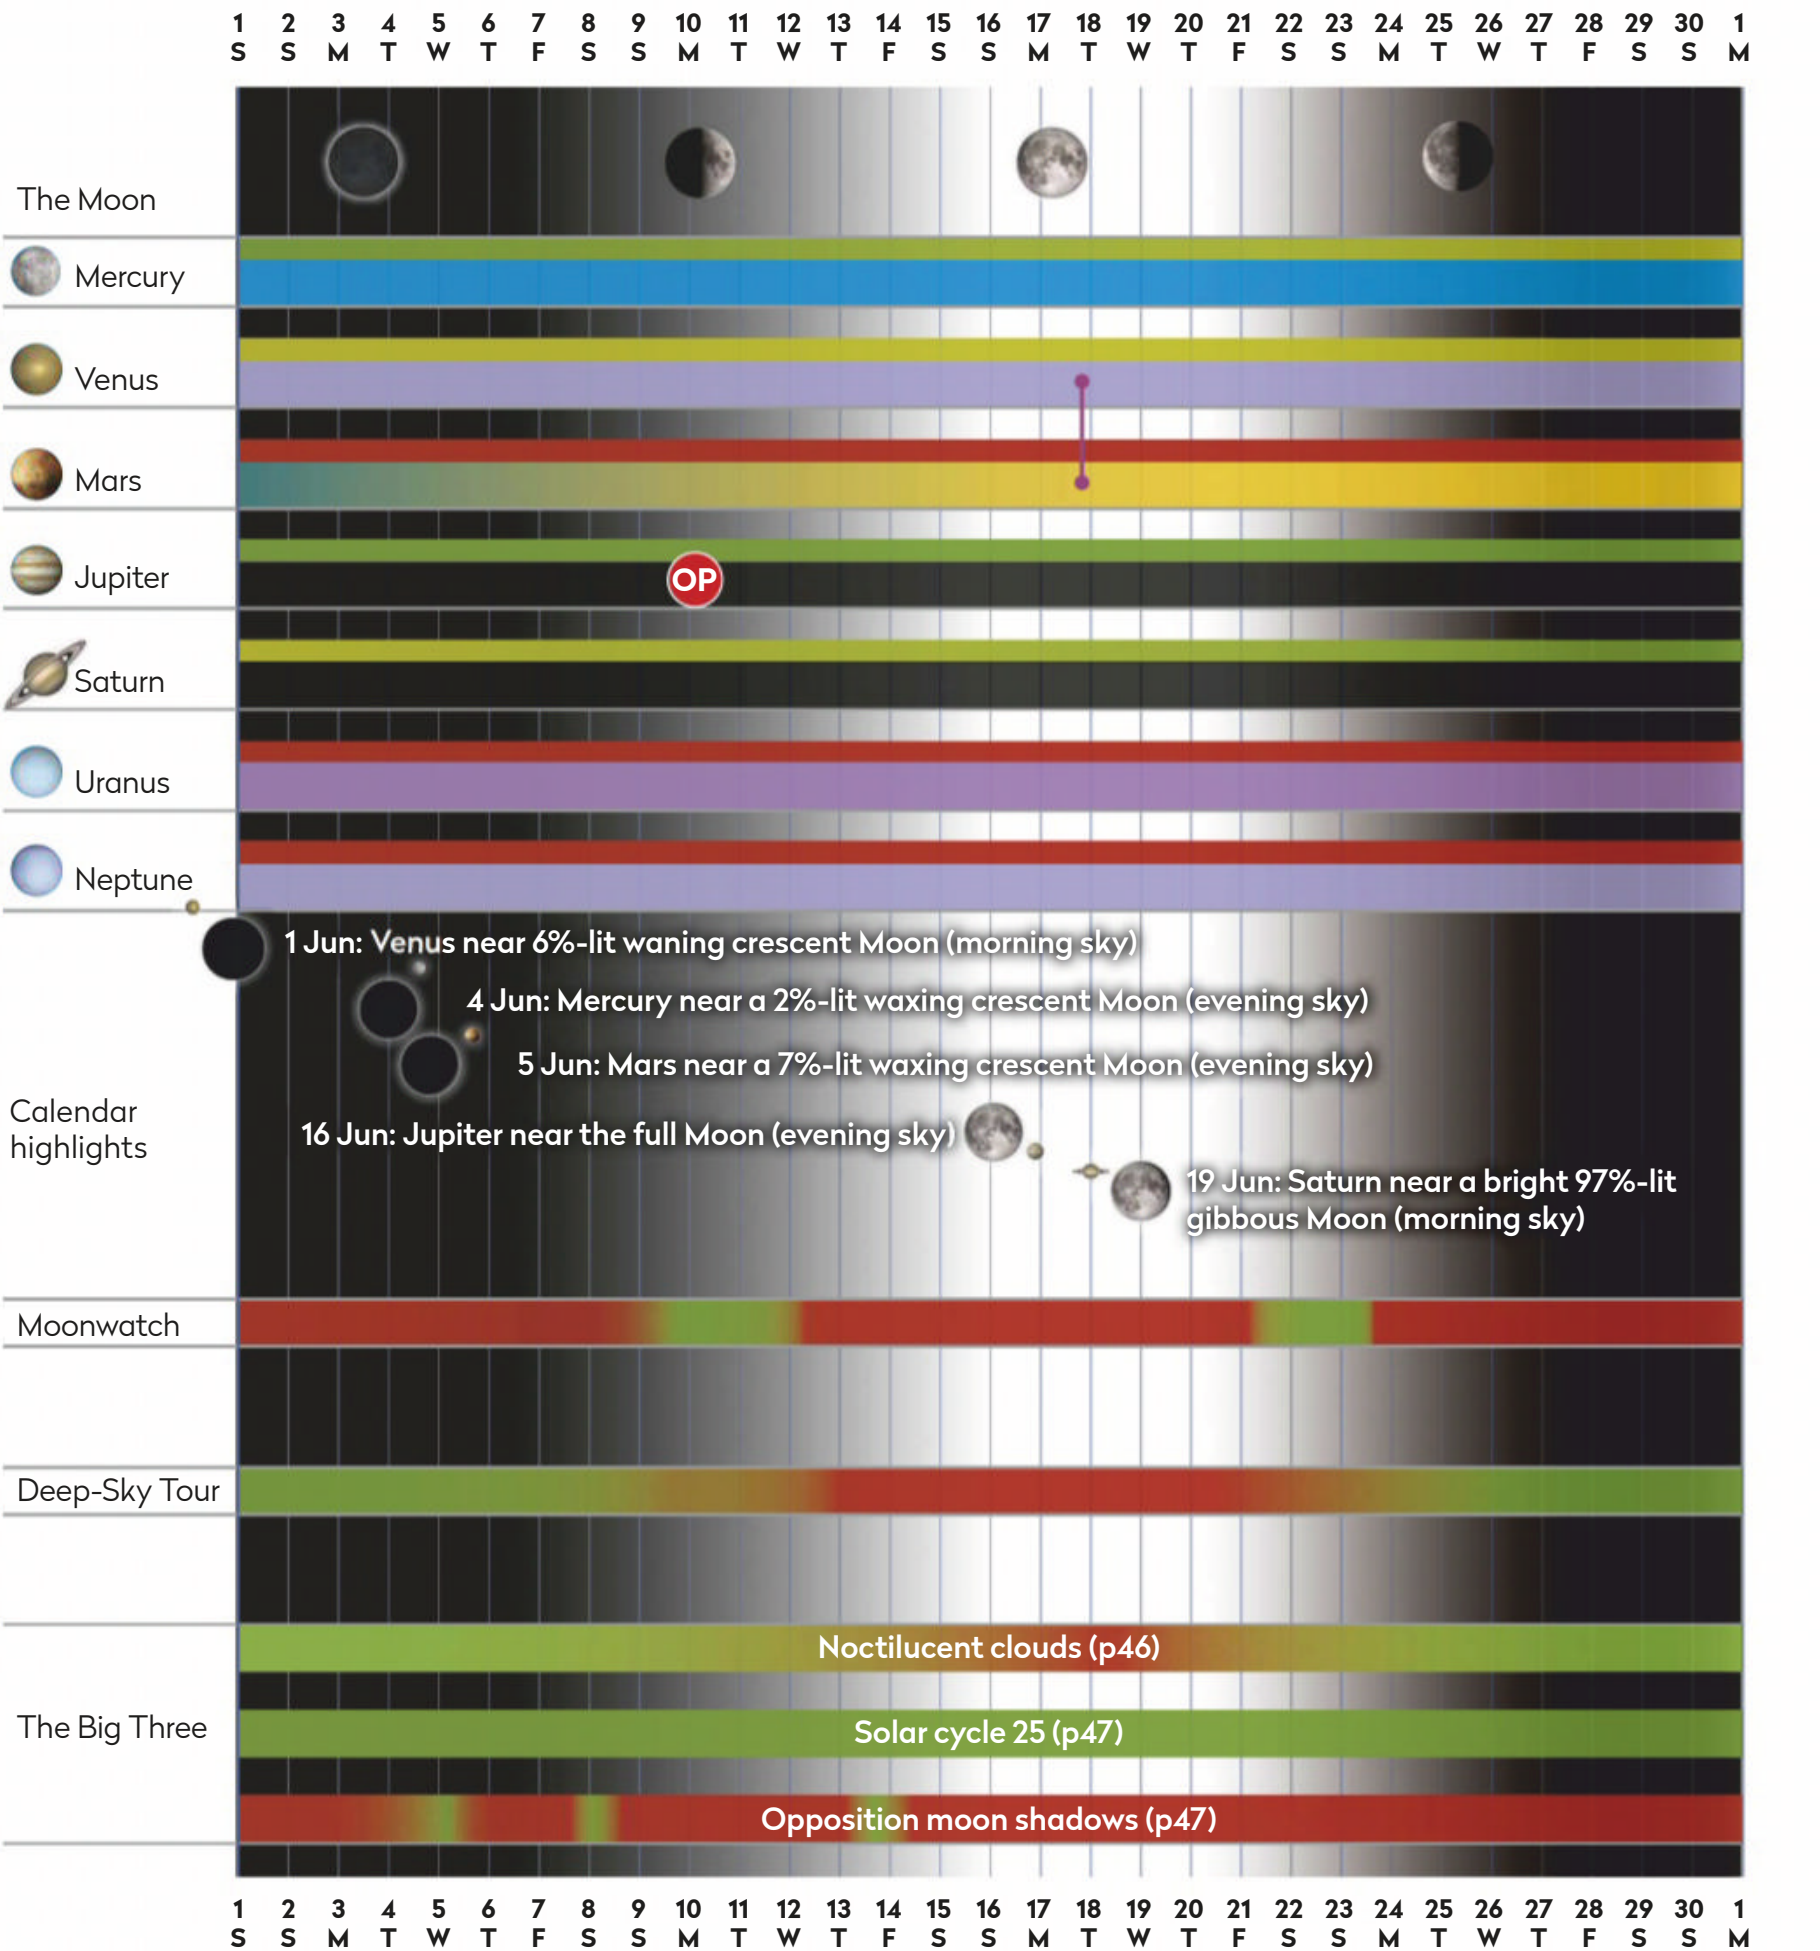 1 2 3 4 5 6 7 8 9 10 11 12 13 14 15 16 17 18 19 20 21 22 23 24 25 26 27 28 29 30 1
S S M T W T F S S M T W T F S S M T W T F S S M T W T F S S M
The Moon
Mercury
Venus
Mars
Jupiter
OP
Saturn
Uranus
Neptune
1 Jun: Venus near 6%-lit waning crescent Moon (morning sky)
4 Jun: Mercury near a 2%-lit waxing crescent Moon (evening sky)
5 Jun: Mars near a 7%-lit waxing crescent Moon (evening sky)
Calendar
highlights
16 Jun: Jupiter near the full Moon (evening sky)
19 Jun: Saturn near a bright 97%-lit
gibbous Moon (morning sky)
Moonwatch
Deep-Sky Tour
Noctilucent clouds (p46)
The Big Three
Solar cycle 25 (p47)
Opposition moon shadows (p47)
1 2 3 4 5 6 7 8 9 10 11 12 13 14 15 16 17 18 19 20 21 22 23 24 25 26 27 28 29 30 1
S S M T W T F S S M T W T F S S M T W T F S S M T W T F S S M